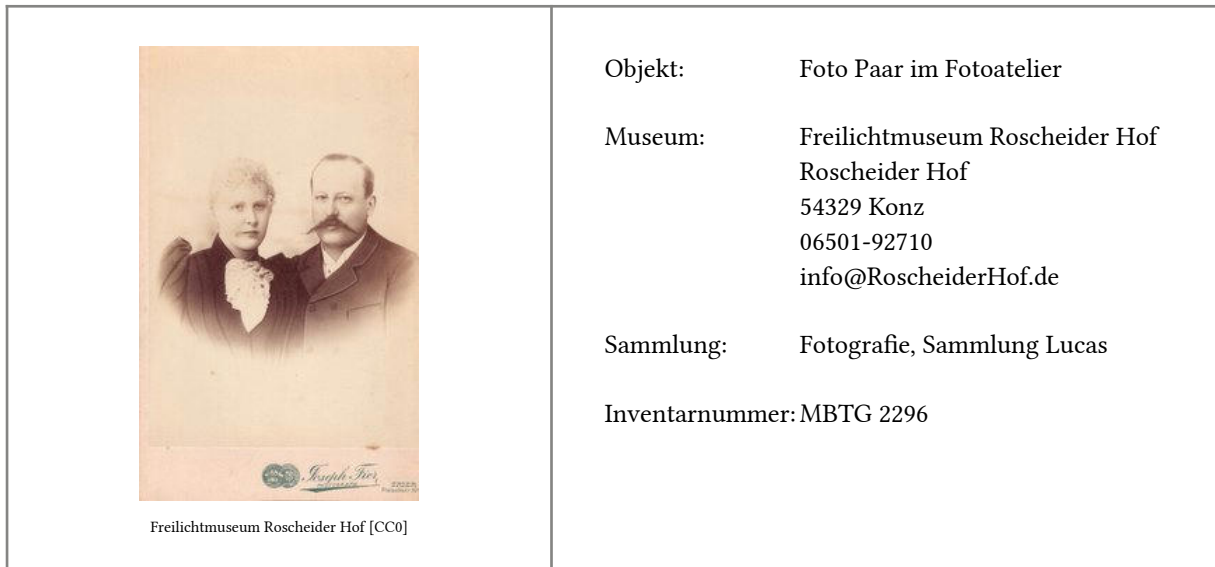 Objekt: Foto Paar im Fotoatelier
Museum: Freilichtmuseum Roscheider Hof
Roscheider Hof
54329 Konz
06501-92710
info@RoscheiderHof.de
Sammlung: Fotografie, Sammlung Lucas
Inventarnummer: MBTG 2296
Joseph Tier
Freilichtmuseum Roscheider Hof [CC0]